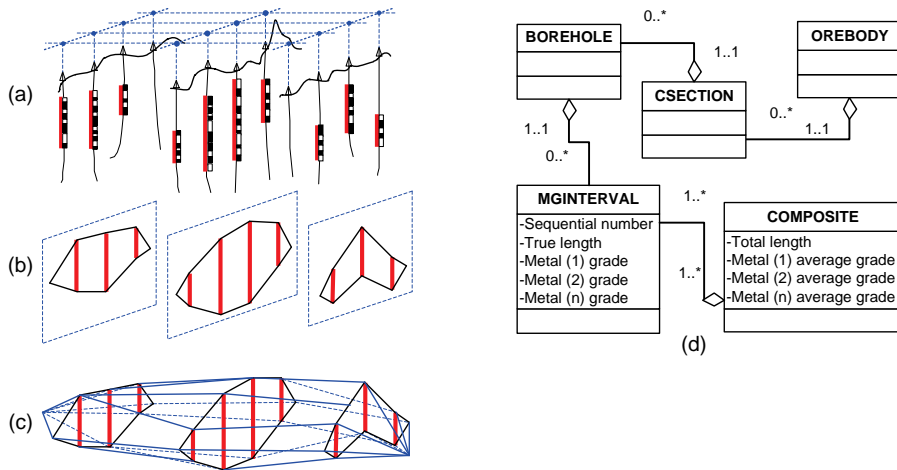 (a)
(b)
(c)
BOREHOLE
0..*
1..1
OREBODY
CSECTION
0..*
1..1
1..1
0..*
MGINTERVAL
-Sequential number
-True length
-Metal (1) grade
-Metal (2) grade
-Metal (n) grade
1..*
1..*
COMPOSITE
-Total length
-Metal (1) average grade
-Metal (2) average grade
-Metal (n) average grade
(d)